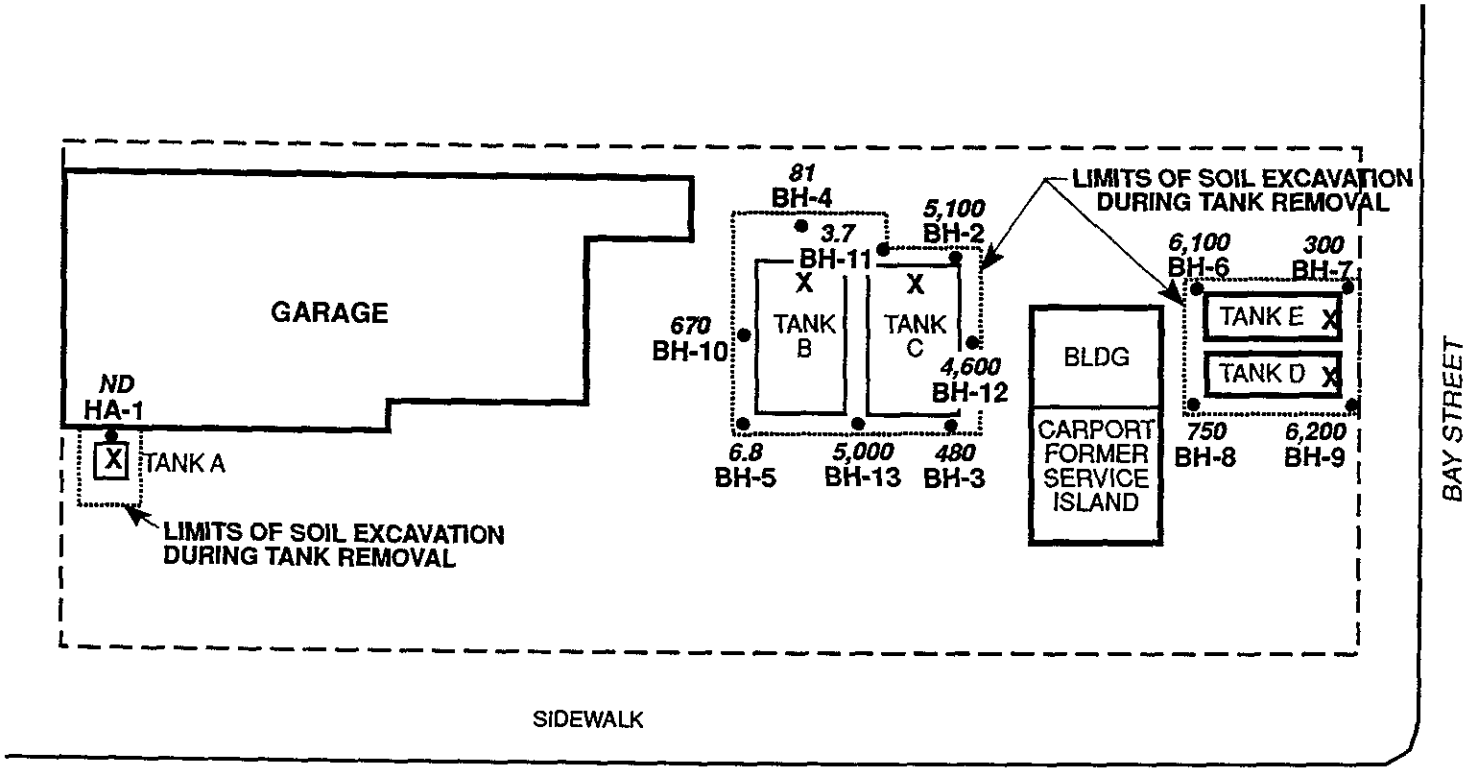 81
BH-4
3.7
BH-11
5,100
BH-2
LIMITS OF SOIL EXCAVATION
DURING TANK REMOVAL
6,100
BH-6
300
BH-7
GARAGE
X
TANK
B
X
TANK
C
670
BH-10
4,600
BH-12
BLDG
TANK E X
TANK D X
BAY STREET
ND
HA-1
X TANK A
6.8
BH-5
5,000
BH-13
480
BH-3
CARPORT
FORMER
SERVICE
ISLAND
750
BH-8
6,200
BH-9
LIMITS OF SOIL EXCAVATION
DURING TANK REMOVAL
SIDEWALK